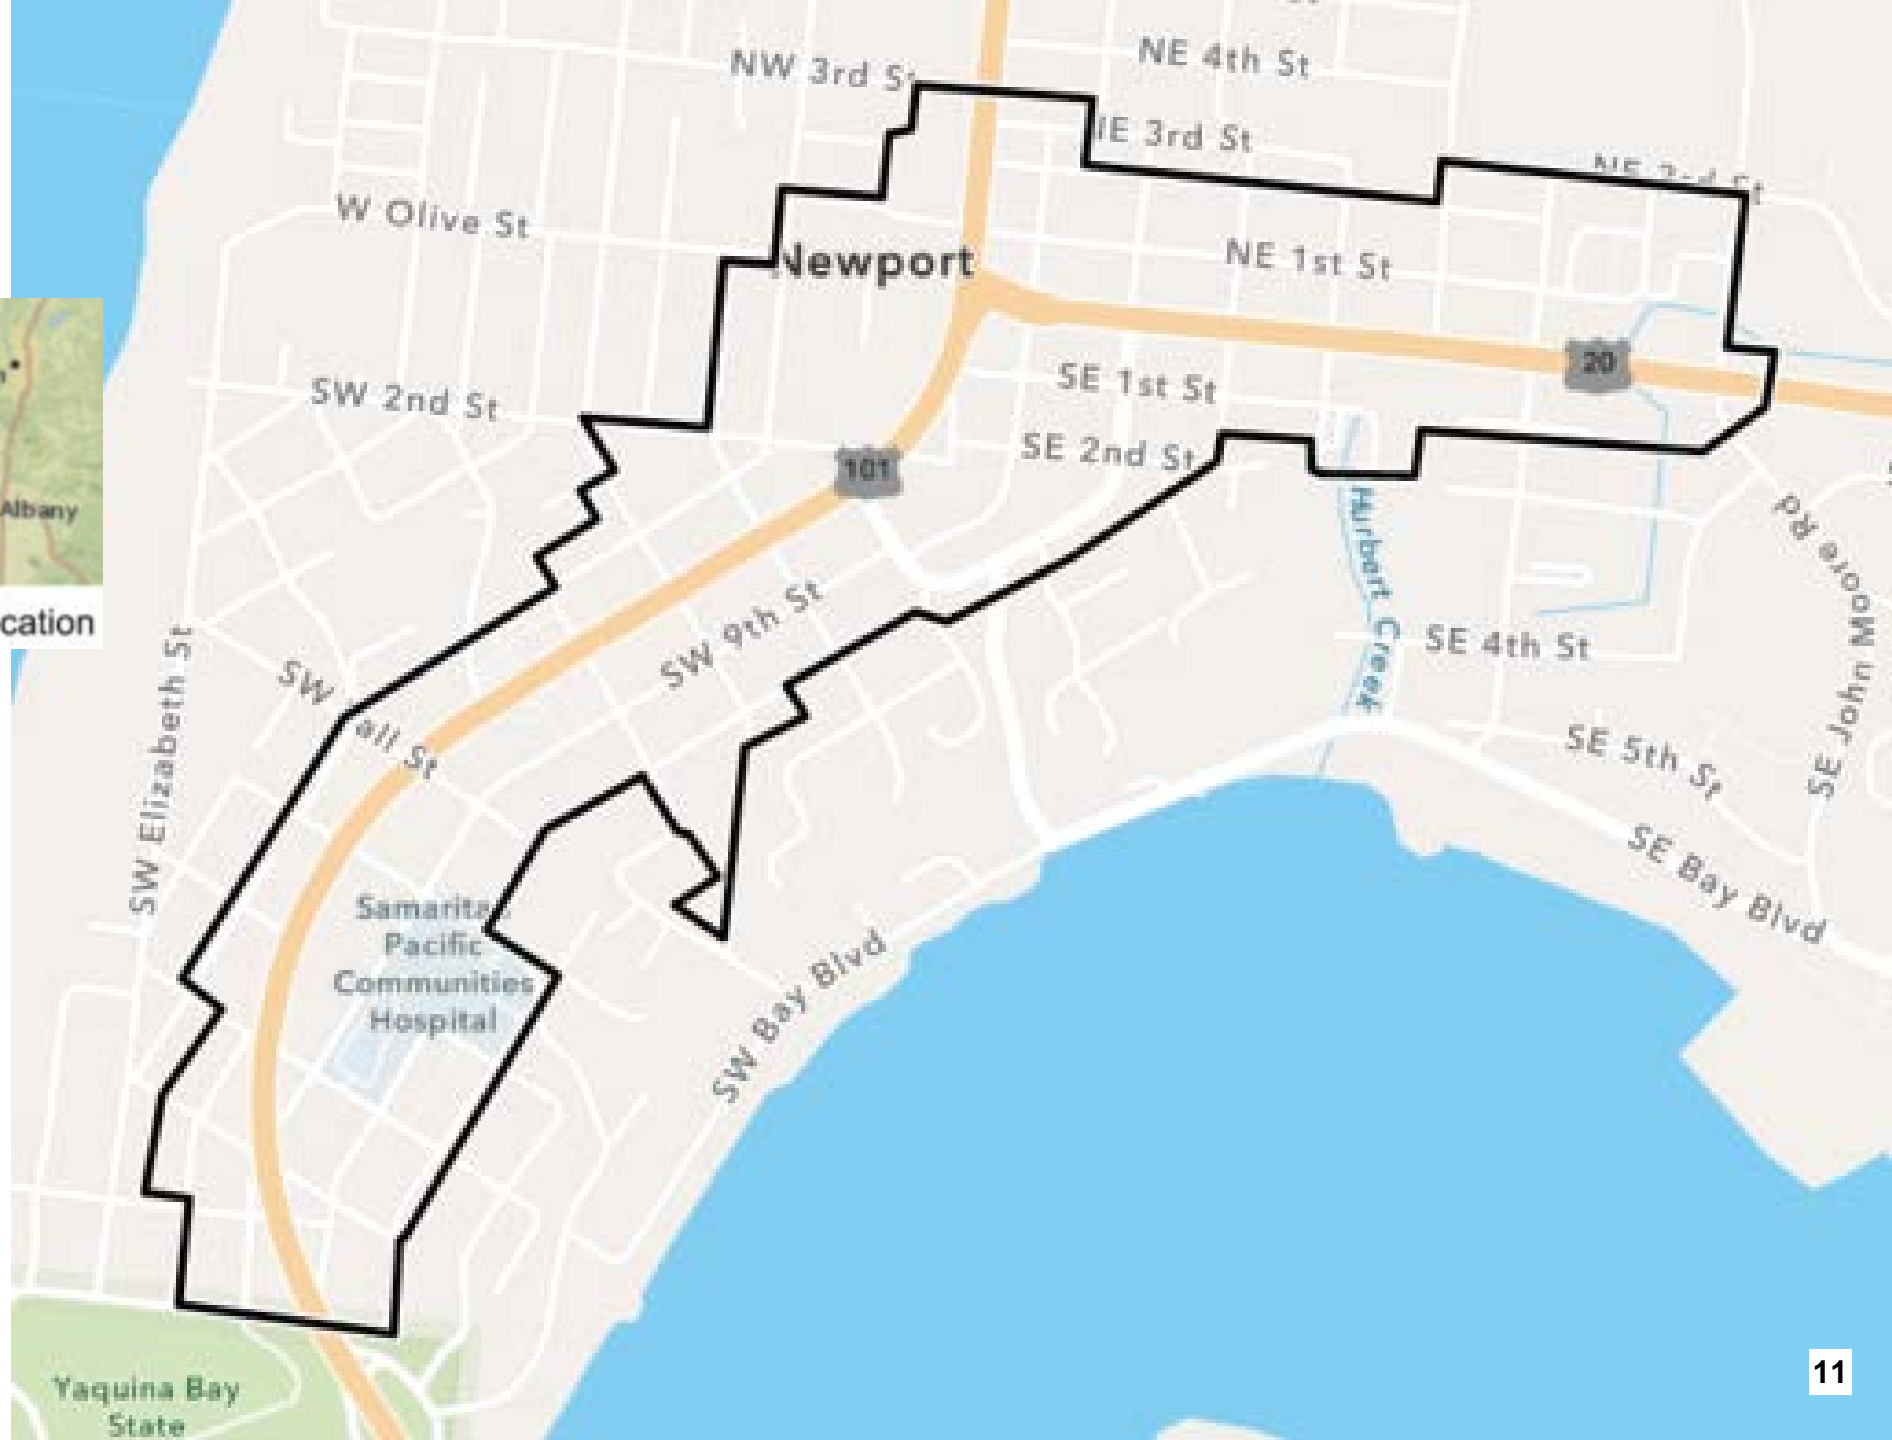 NE 4th St
NW 3rd S
IE 3rd St
W Olive St
Newport
NE 1st St
20
SE 1st St
SW 2nd St
SE 2nd St
101
Albany
cation
Hurbert Creek
SE John Moore Rd
SW 9th St
SE 4th St
SW
all St
SW Elizabeth St
SE 5th St
SE Bay Blvd
Samarita
Pacific
Communities
Hospital
SW Bay Blvd
11
Yaquina Bay
State